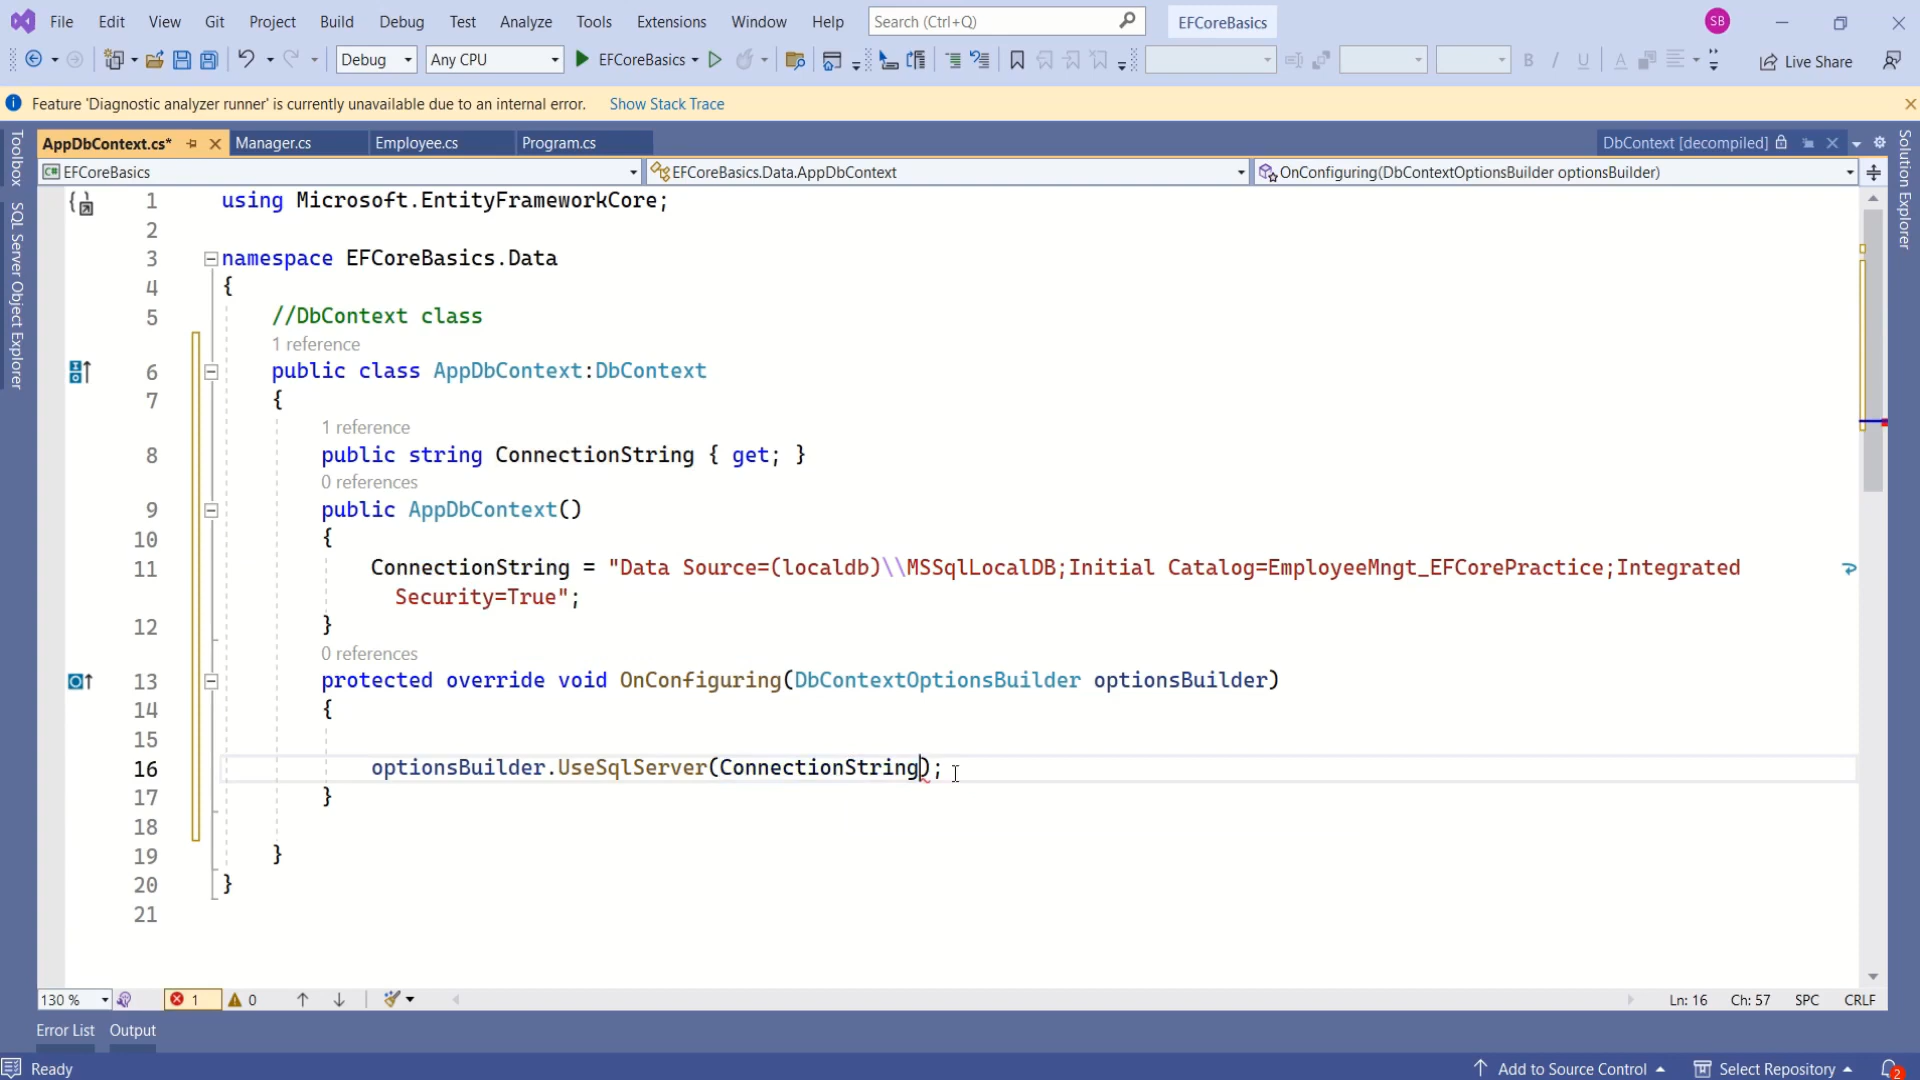 File Edit View Git Project Build Debug Test Analyze Tools Extensions Window Help Search (Ctrl+Q) EFCoreBasics SB
Debug Any CPU EFCoreBasics Live Share
Feature 'Diagnostic analyzer runner' is currently unavailable due to an internal error. Show Stack Trace
AppDbContext.cs* Manager.cs Employee.cs Program.cs DbContext [decompiled]
EFCoreBasics EFCoreBasics.Data.AppDbContext OnConfiguring(DbContextOptionsBuilder optionsBuilder)
Toolbox
SQL Server Object Explorer
Solution Explorer
1 using Microsoft.EntityFrameworkCore;
2
3 namespace EFCoreBasics.Data
4 {
5 //DbContext class
1 reference
6 public class AppDbContext:DbContext
7 {
1 reference
8 public string ConnectionString { get; }
0 references
9 public AppDbContext()
10 {
11 ConnectionString = "Data Source=(localdb)\\MSSqlLocalDB;Initial Catalog=EmployeeMngt_EFCorePractice;Integrated
Security=True";
12 }
0 references
13 protected override void OnConfiguring(DbContextOptionsBuilder optionsBuilder)
14 {
15
16 optionsBuilder.UseSqlServer(ConnectionString);
17 }
18
19 }
20 }
21
130 % 1 0 Ln: 16 Ch: 57 SPC CRLF
Error List Output
Ready Add to Source Control Select Repository 2